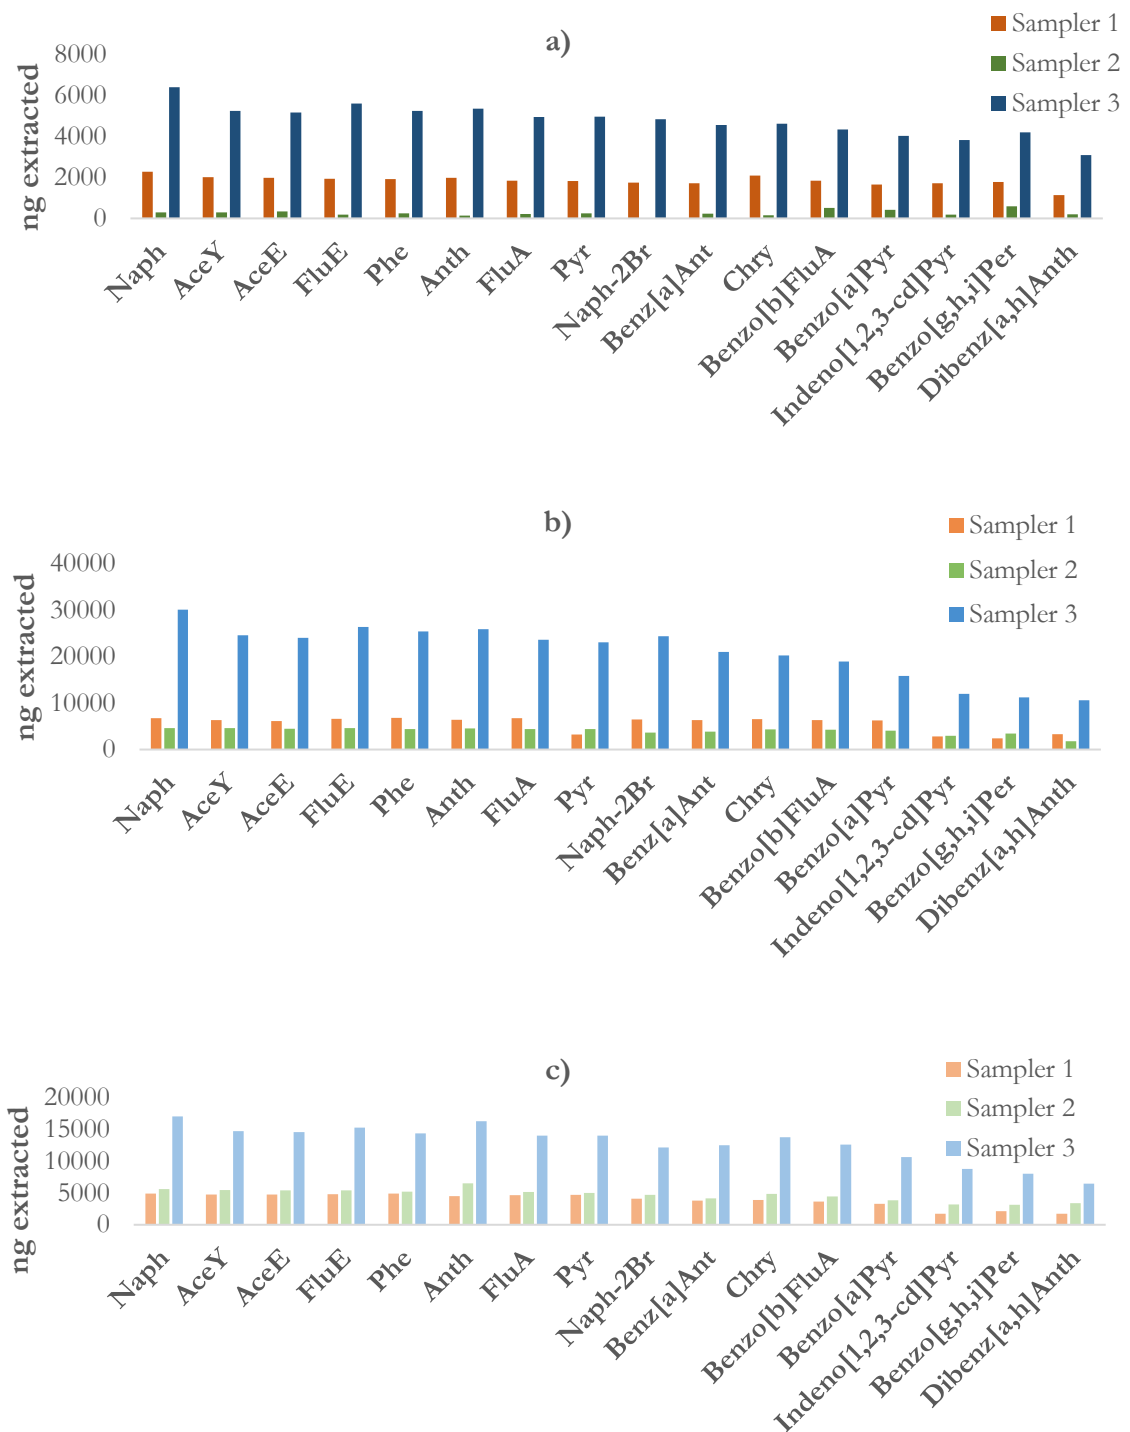 a)
Sampler 1
Sampler 2
Sampler 3
ng extracted
8000
6000
4000
2000
0
Naph
AceY
AceE
FluE
Phe
Anth
FluA
Pyr
Naph-2Br
Benz[a]Ant
Chry
Benzo[b]FluA
Benzo[a]Pyr
Indeno[1,2,3-cd]Pyr
Benzo[g,h,i]Per
Dibenz[a,h]Anth
b)
Sampler 1
Sampler 2
Sampler 3
ng extracted
40000
30000
20000
10000
0
Naph
AceY
AceE
FluE
Phe
Anth
FluA
Pyr
Naph-2Br
Benz[a]Ant
Chry
Benzo[b]FluA
Benzo[a]Pyr
Indeno[1,2,3-cd]Pyr
Benzo[g,h,i]Per
Dibenz[a,h]Anth
c)
Sampler 1
Sampler 2
Sampler 3
ng extracted
20000
15000
10000
5000
0
Naph
AceY
AceE
FluE
Phe
Anth
FluA
Pyr
Naph-2Br
Benz[a]Ant
Chry
Benzo[b]FluA
Benzo[a]Pyr
Indeno[1,2,3-cd]Pyr
Benzo[g,h,i]Per
Dibenz[a,h]Anth